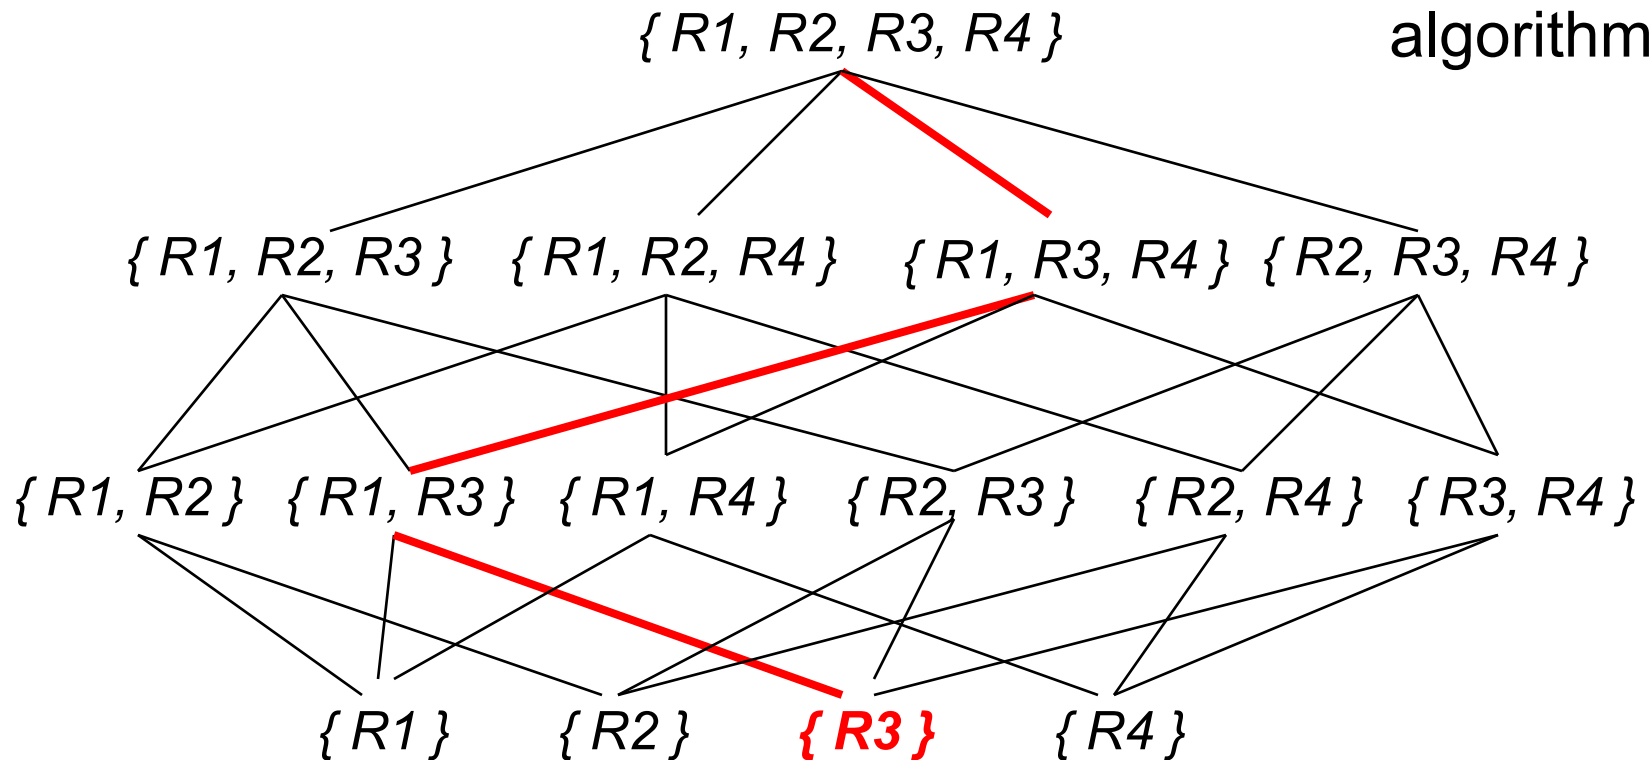 { R1, R2, R3, R4 }
algorithm
{ R1, R2, R3 } { R1, R2, R4 } { R1, R3, R4 } { R2, R3, R4 }
{ R1, R2 } { R1, R3 } { R1, R4 } { R2, R3 } { R2, R4 } { R3, R4 }
{ R1 } { R2 } { R3 } { R4 }